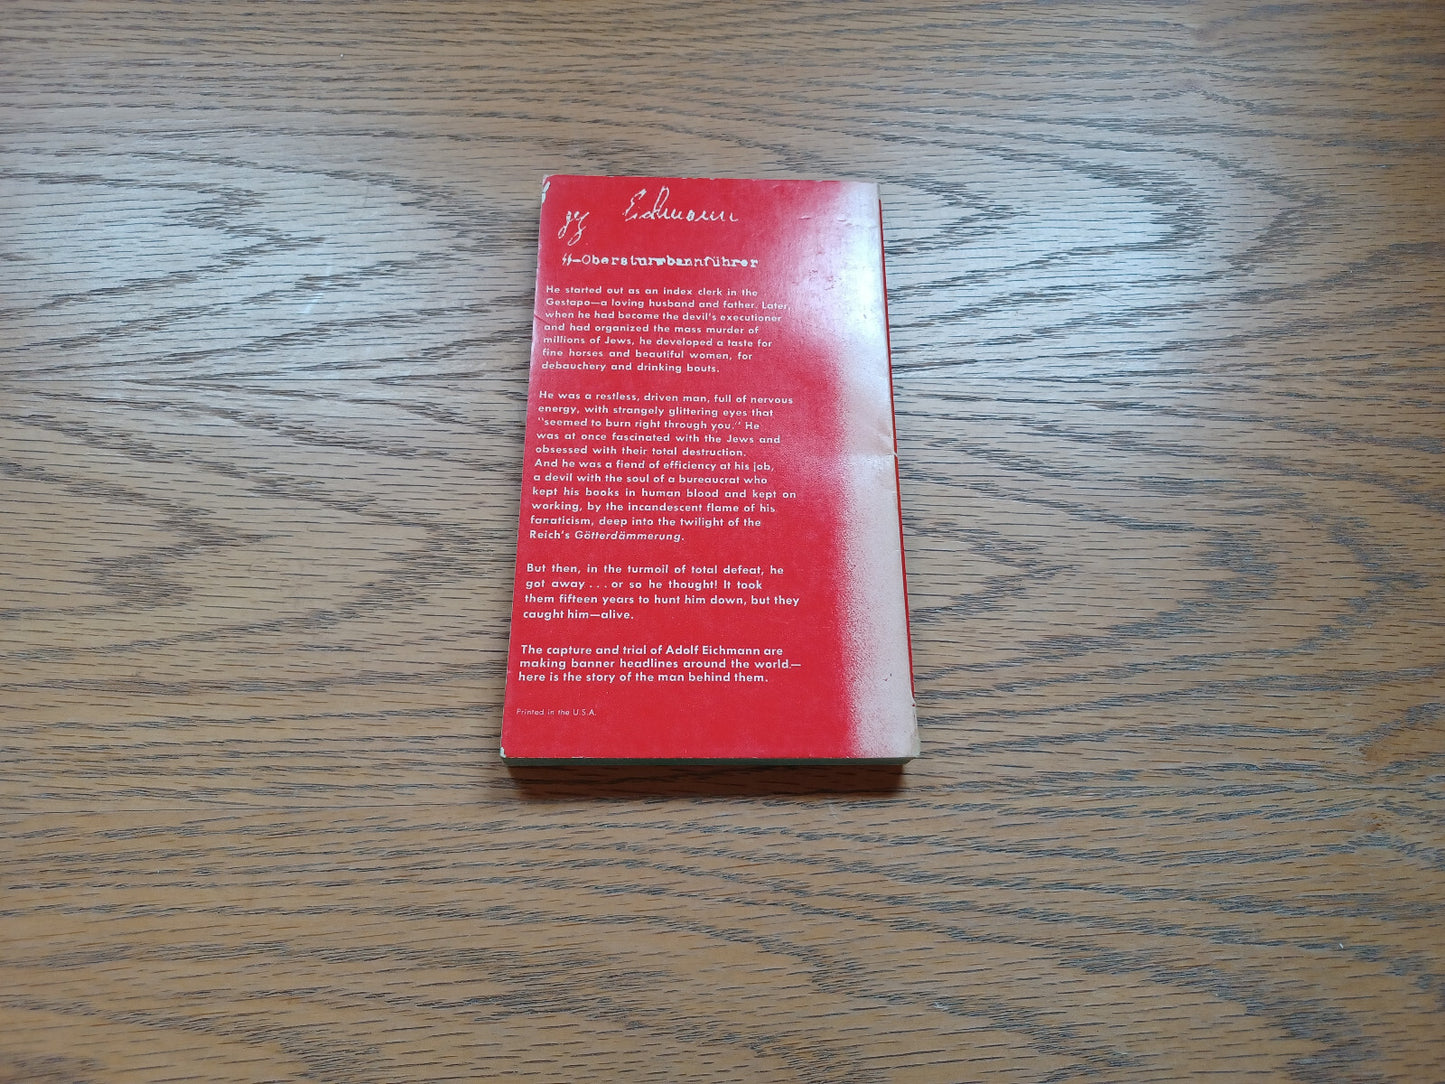 Eichmann
gz
SS-Obersturmbannführer
He started out as an index clerk in the
Gestapo—a loving husband and father. Later,
when he had become the devil's executioner
and had organized the mass murder of
millions of Jews, he developed a taste for
fine horses and beautiful women, for
debauchery and drinking bouts.
He was a restless, driven man, full of nervous
energy, with strangely glittering eyes that
"seemed to burn right through you." He
was at once fascinated with the Jews and
obsessed with their total destruction.
And he was a fiend of efficiency at his job,
a devil with the soul of a bureaucrat who
kept his books in human blood and kept on
working, by the incandescent flame of his
fanaticism, deep into the twilight of the
Reich's Götterdämmerung.
But then, in the turmoil of total defeat, he
got away . . . or so he thought! It took
them fifteen years to hunt him down, but they
caught him—alive.
The capture and trial of Adolf Eichmann are
making banner headlines around the world—
here is the story of the man behind them.
Printed in the U.S.A.